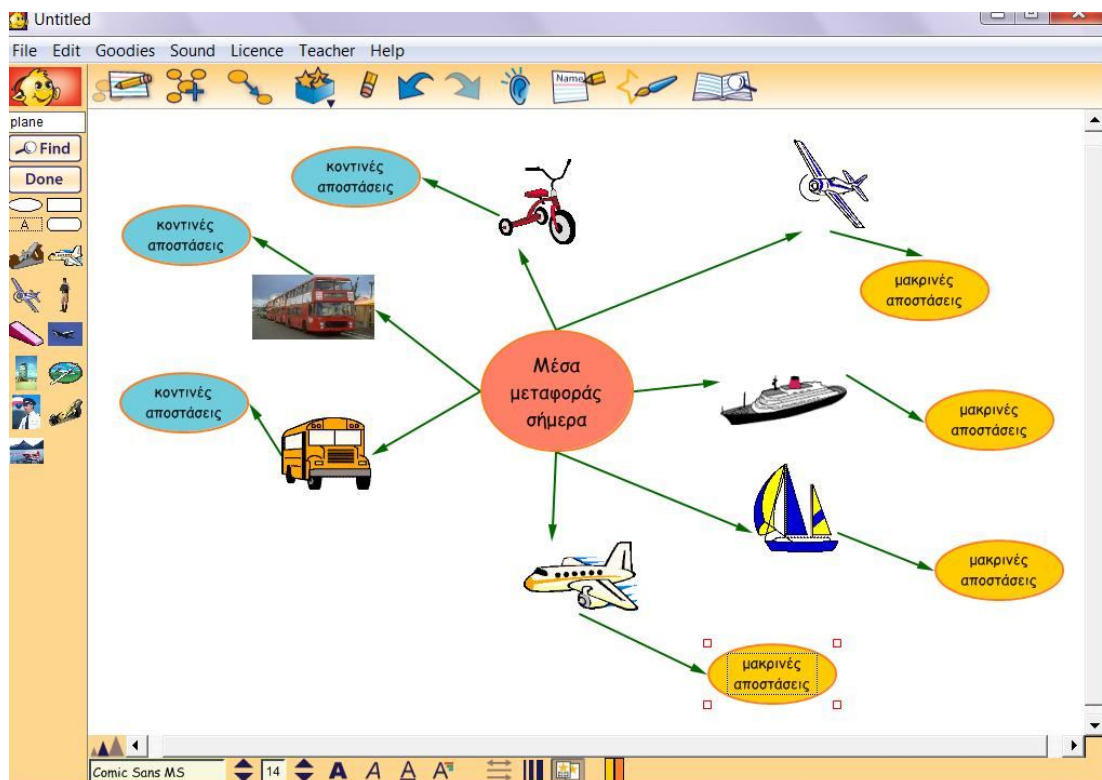 Untitled
File Edit Goodies Sound Licence Teacher Help
Name
plane
Find
Done
A
κοντινές
αποστάσεις
κοντινές
αποστάσεις
μακρινές
αποστάσεις
Μέσα
μεταφοράς
σήμερα
κοντινές
αποστάσεις
μακρινές
αποστάσεις
μακρινές
αποστάσεις
μακρινές
αποστάσεις
Comic Sans MS 14 A A A A